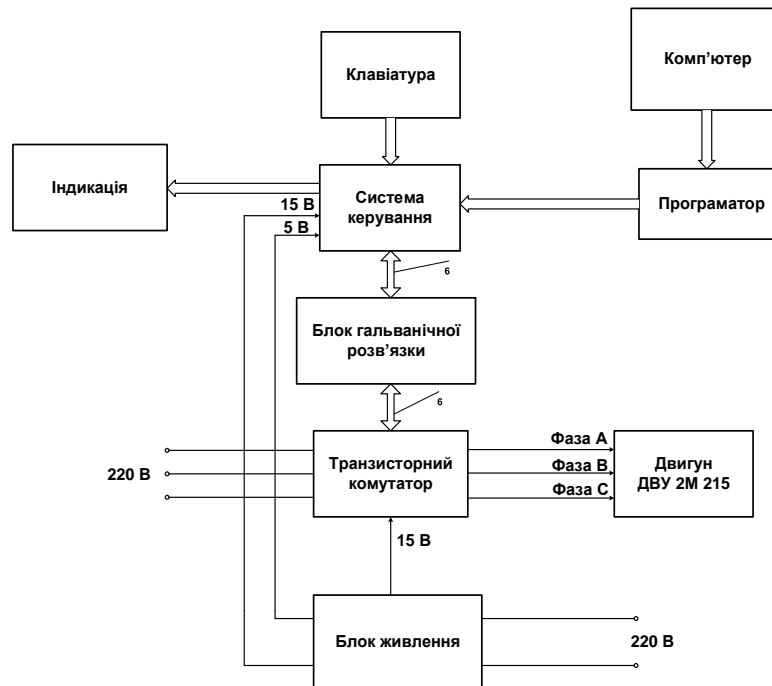 Клавіатура
Комп’ютер
Індикація
Система
керування
Програматор
15 В
5 В
6
Блок гальванічної
розв’язки
6
220 В
Транзисторний
комутатор
Фаза А
Фаза В
Фаза С
Двигун
ДВУ 2М 215
15 В
Блок живлення
220 В